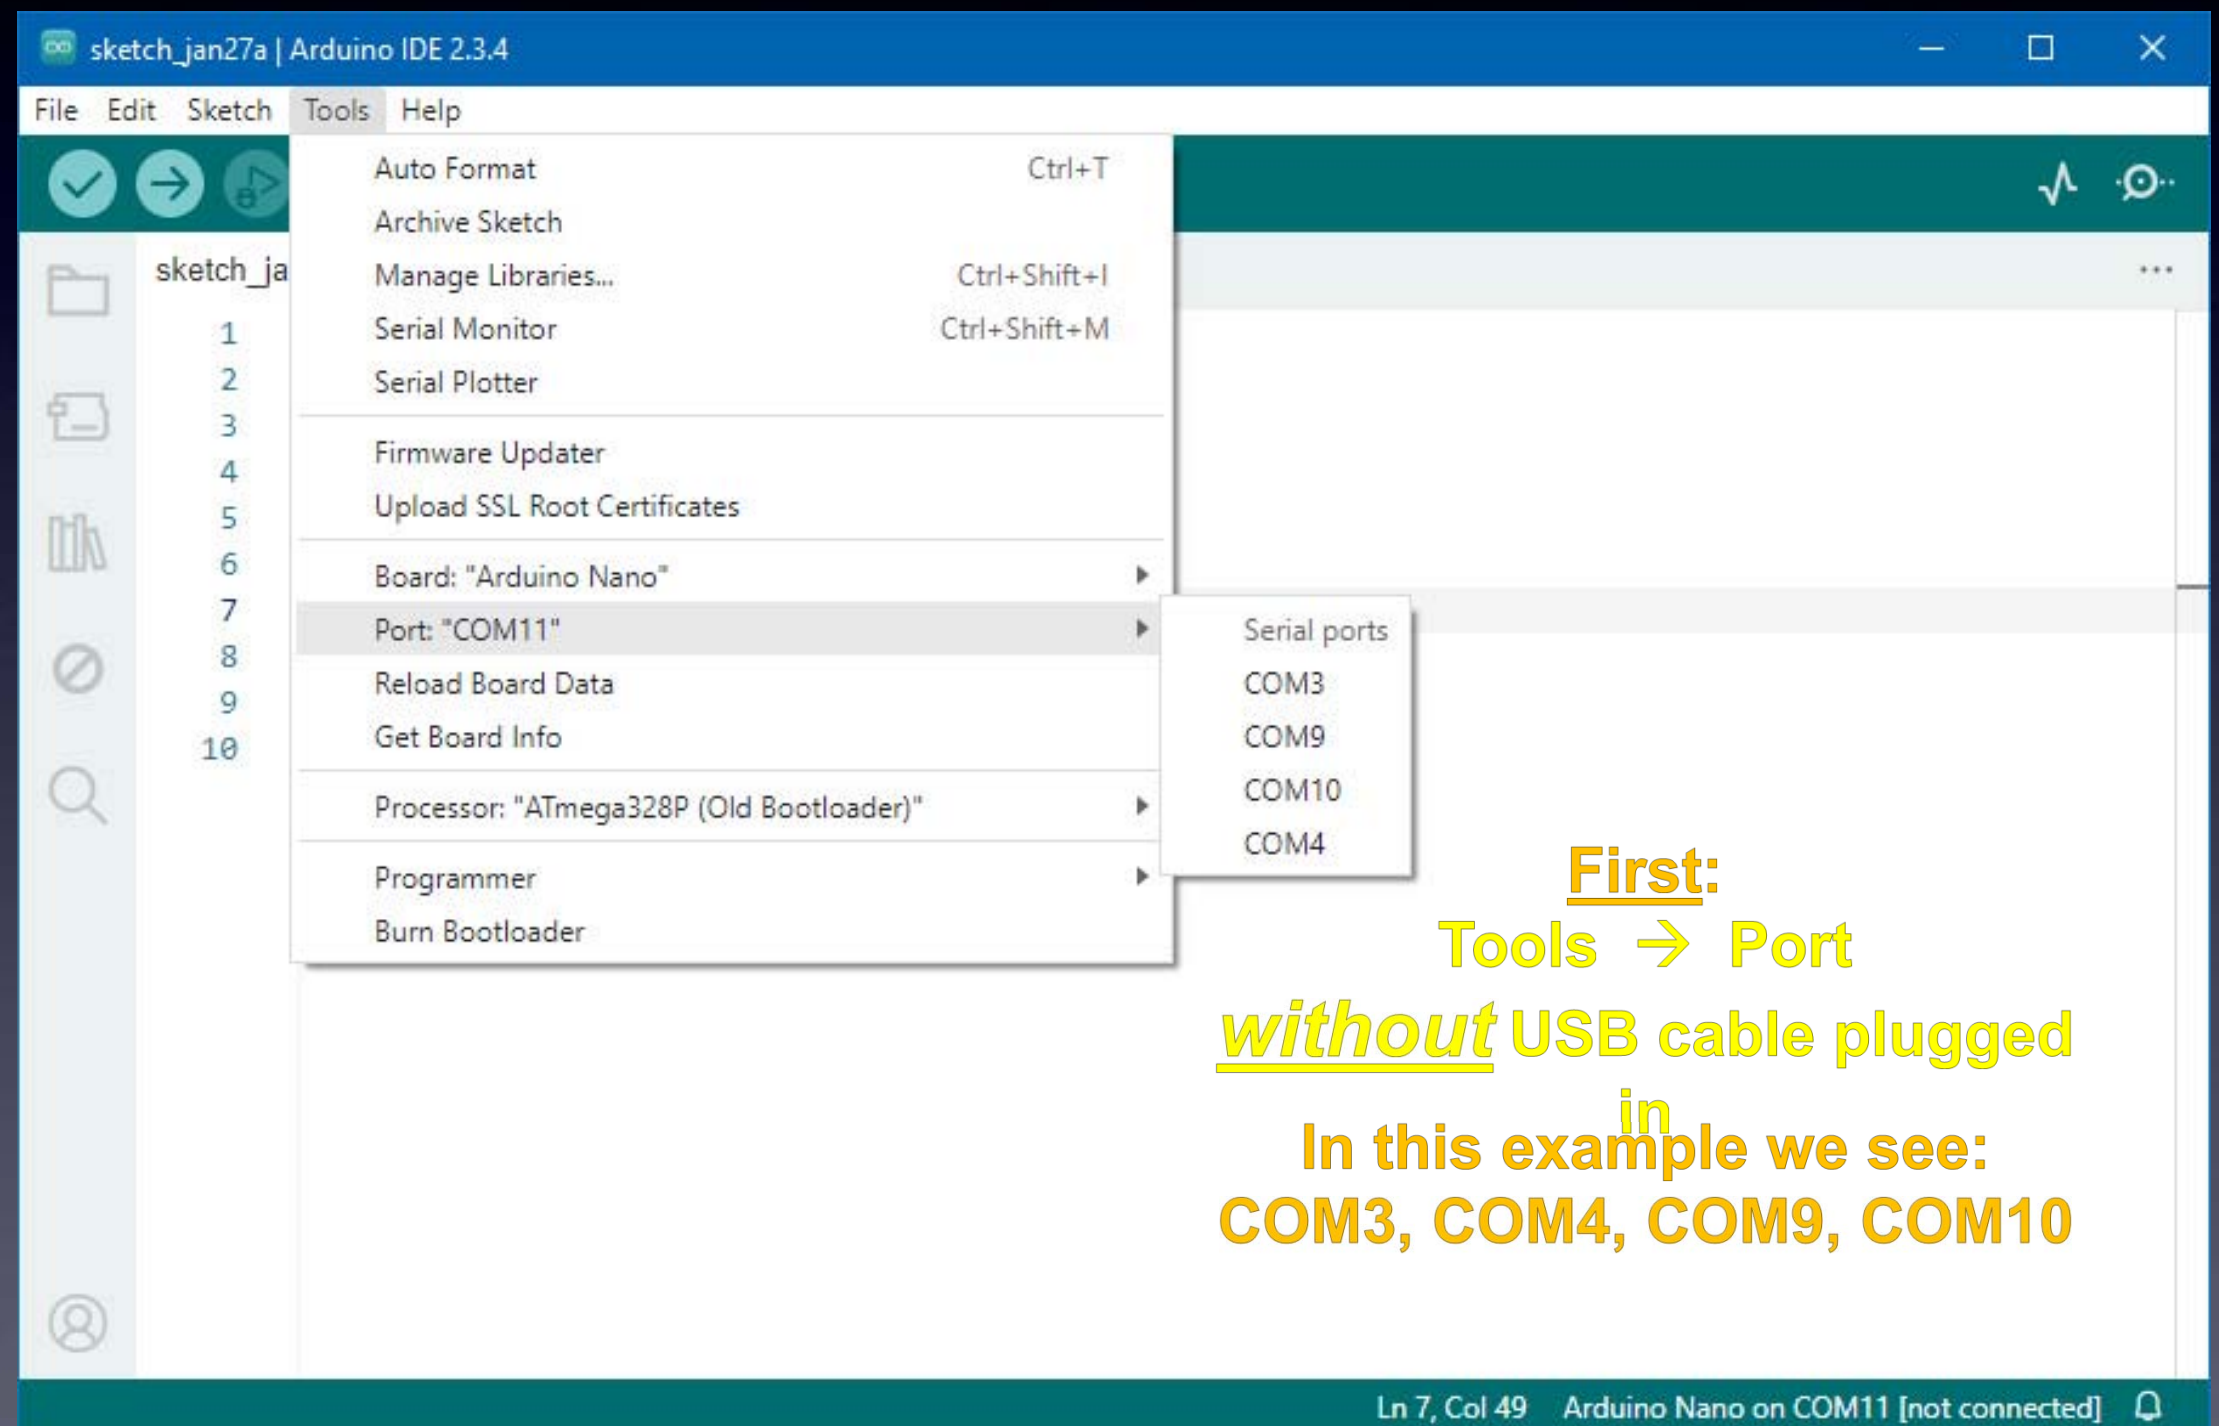 sketch_jan27a | Arduino IDE 2.3.4
File Edit Sketch Tools Help
Auto Format Ctrl+T
Archive Sketch
sketch_ja
Manage Libraries... Ctrl+Shift+I
1
Serial Monitor Ctrl+Shift+M
2
Serial Plotter
3
4
Firmware Updater
5
Upload SSL Root Certificates
6
Board: "Arduino Nano"
7
Port: "COM11"
Serial ports
8
Reload Board Data
COM3
9
Get Board Info
COM9
10
COM10
Processor: "ATmega328P (Old Bootloader)"
COM4
Programmer
Burn Bootloader
First:
Tools → Port
without USB cable plugged
in
In this example we see:
COM3, COM4, COM9, COM10
Ln 7, Col 49 Arduino Nano on COM11 [not connected]